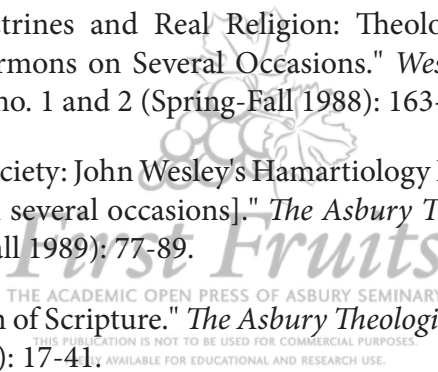 trines and Real Religion: Theolo
rmons on Several Occasions." Wes
no. 1 and 2 (Spring-Fall 1988): 163-
ciety: John Wesley's Hamartiology
several occasions]." The Asbury T
all 1989): 77-89.
First Fruits
THE ACADEMIC OPEN PRESS OF ASBURY SEMINARY
n of Scripture." The Asbury Theologi
THIS PUBLICATION IS NOT TO BE USED FOR COMMERCIAL PURPOSES.
): 17-41.
AVAILABLE FOR EDUCATIONAL AND RESEARCH USE.